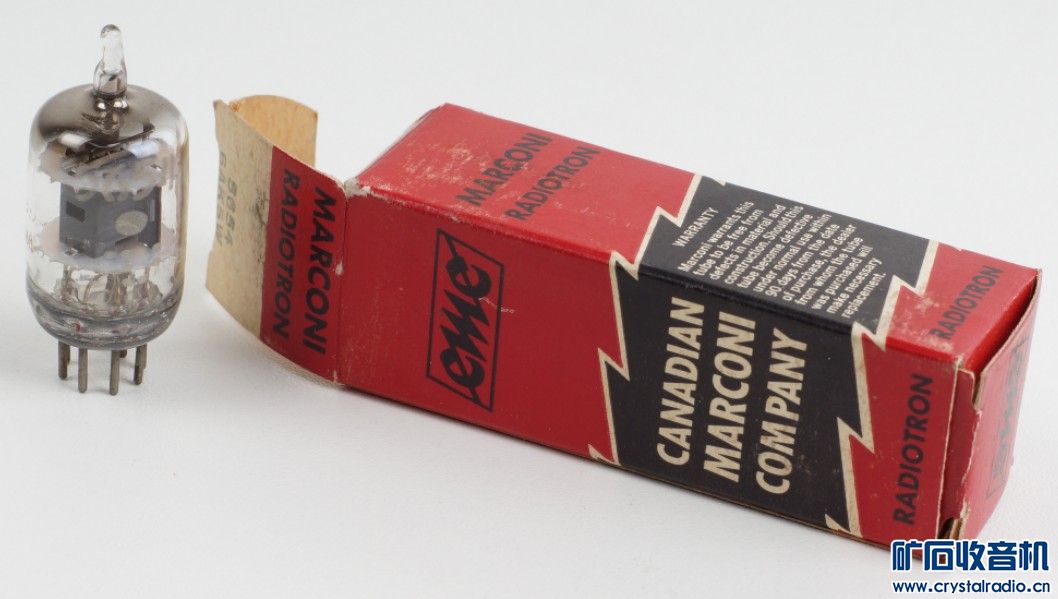 5654
MARCONI
RADIOTRON
MARCONI
RADIOTRON
cmc
WARRANTY
Marconi warrants this
tube to be free from
defects in material and
construction. Should this
tube become defective
under normal use within
90 days from the date
of purchase, the dealer
from whom the tube
was purchased will
make necessary
replacement.
CANADIAN
MARCONI
COMPANY
RADIOTRON
RADIOTRON
矿石收音机
www.crystalradio.cn